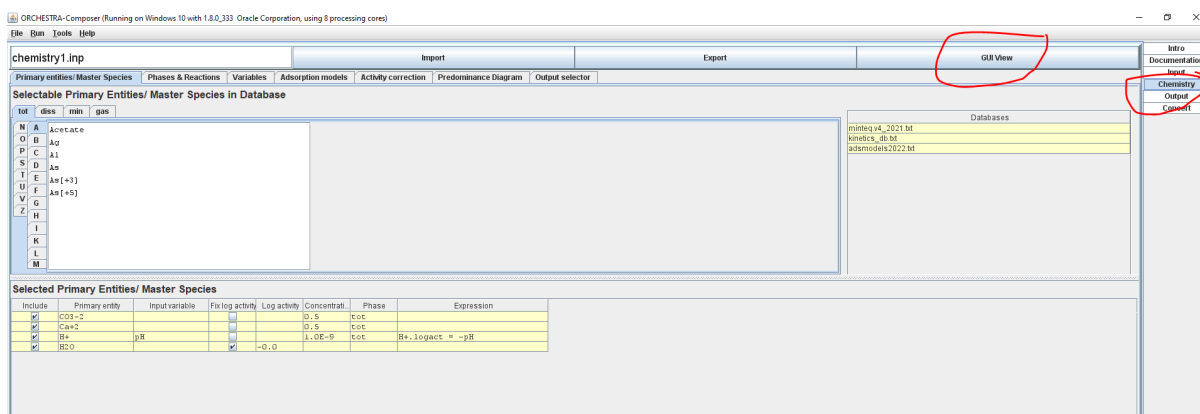 ORCHESTRA-Composer (Running on Windows 10 with 1.8.0_333 Oracle Corporation, using 8 processing cores)
File Run Tools Help
chemistry1.inp Import Export GUI View
Intro
Documentation
Input
Chemistry
Output
Concert
Primary entities/Master Species Phases & Reactions Variables Adsorption models Activity correction Predominance Diagram Output selector
Selectable Primary Entities/ Master Species in Database
tot diss min gas
N
O
P
S
T
U
V
Z
A
B
C
D
E
F
G
H
I
K
L
M
Acetate
Ag
Al
As
As[+3]
As[+5]
Databases
minteq.v4_2021.txt
kinetics_db.txt
adsmodels2022.txt
Selected Primary Entities/ Master Species
Include Primary entity Input variable Fix log activity Log activity Concentrati... Phase Expression
CO3-2 0.5 tot
Ca+2 0.5 tot
H+ pH 1.0E-9 tot H+.logact = -pH
H2O -0.0